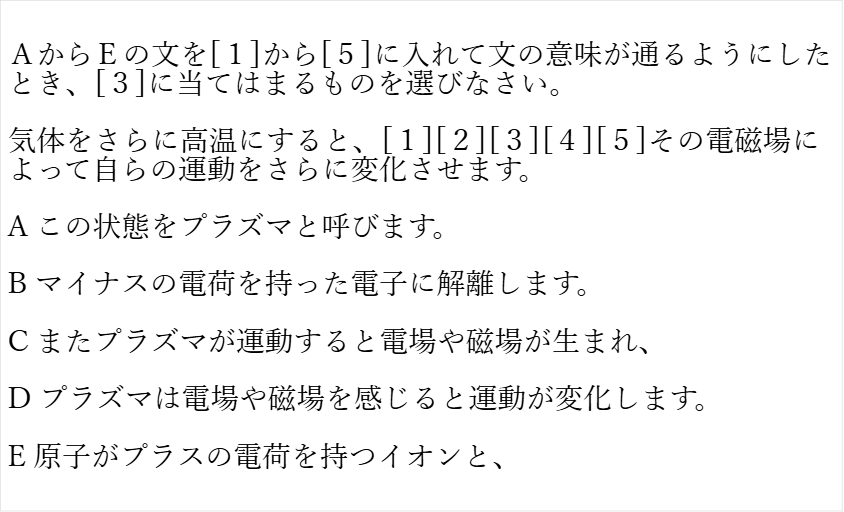 ＡからＥの文を[１]から[５]に入れて文の意味が通るようにした
とき、[３]に当てはまるものを選びなさい。
気体をさらに高温にすると、[１][２][３][４][５]その電磁場に
よって自らの運動をさらに変化させます。
A この状態をプラズマと呼びます。
B マイナスの電荷を持った電子に解離します。
C またプラズマが運動すると電場や磁場が生まれ、
D プラズマは電場や磁場を感じると運動が変化します。
E 原子がプラスの電荷を持つイオンと、